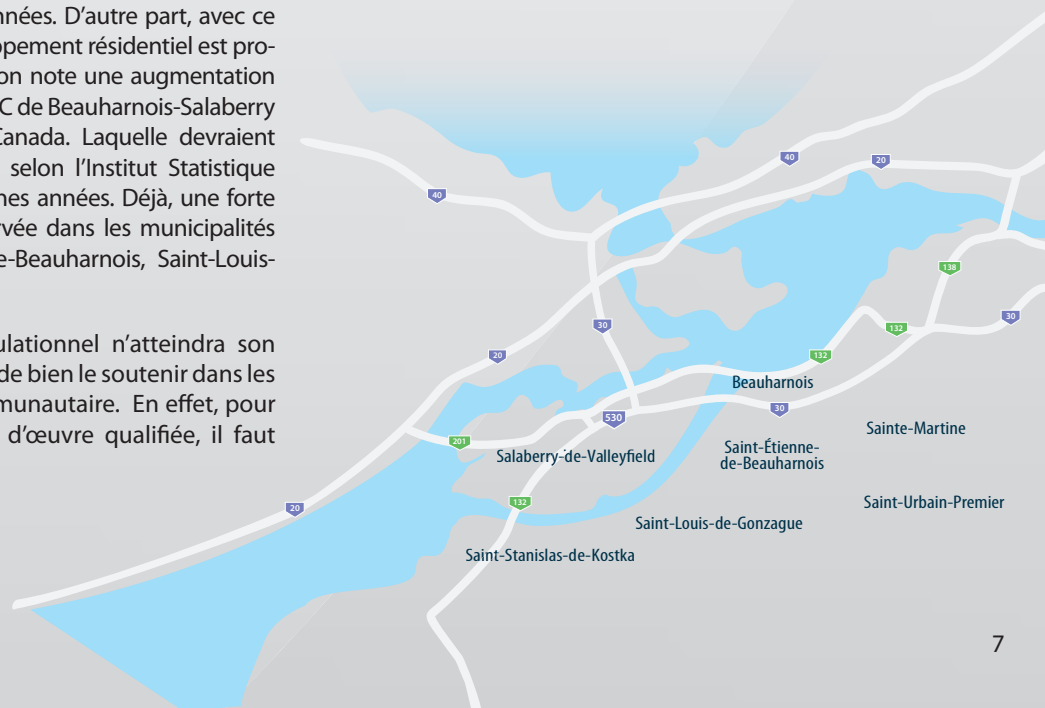 nnées. D’autre part, avec ce
ppement résidentiel est pro-
on note une augmentation
C de Beauharnois-Salaberry
Canada. Laquelle devraient
selon l’Institut Statistique
nes années. Déjà, une forte
rvée dans les municipalités
e-Beauharnois, Saint-Louis-
ulationnel n’atteindra son
de bien le soutenir dans les
munautaire. En effet, pour
d’œuvre qualifiée, il faut
40
20
40
138
30
30
132
20
132
Beauharnois
30
530
Sainte-Martine
201
Salaberry-de-Valleyfield
Saint-Étienne-
de-Beauharnois
132
20
Saint-Urbain-Premier
Saint-Louis-de-Gonzague
Saint-Stanislas-de-Kostka
7